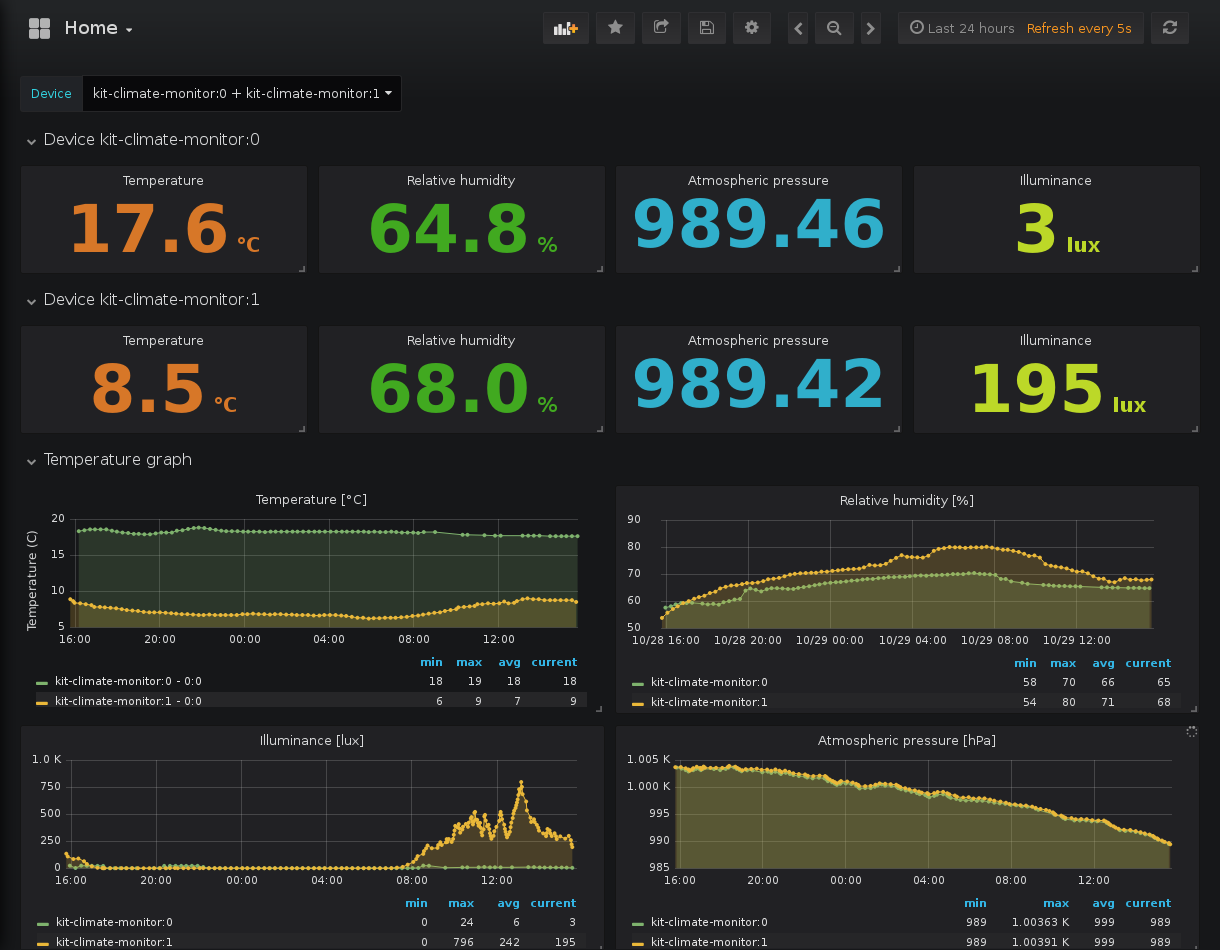 Home
Last 24 hours Refresh every 5s
Device kit-climate-monitor:0 + kit-climate-monitor:1
Device kit-climate-monitor:0
Temperature Relative humidity Atmospheric pressure Illuminance
17.6 °C 64.8 % 989.46 3 lux
Device kit-climate-monitor:1
Temperature Relative humidity Atmospheric pressure Illuminance
8.5 °C 68.0 % 989.42 195 lux
Temperature graph
Temperature [°C]
Temperature (C)
20
15
10
5
16:00 20:00 00:00 04:00 08:00 12:00
min max avg current
kit-climate-monitor:0 - 0:0 18 19 18 18
kit-climate-monitor:1 - 0:0 6 9 7 9
Relative humidity [%]
90
80
70
60
50
10/28 16:00 10/28 20:00 10/29 00:00 10/29 04:00 10/29 08:00 10/29 12:00
min max avg current
kit-climate-monitor:0 58 70 66 65
kit-climate-monitor:1 54 80 71 68
Illuminance [lux]
1.0 K
750
500
250
0
16:00 20:00 00:00 04:00 08:00 12:00
min max avg current
kit-climate-monitor:0 0 24 6 3
kit-climate-monitor:1 0 796 242 195
Atmospheric pressure [hPa]
1.005 K
1.000 K
995
990
985
16:00 20:00 00:00 04:00 08:00 12:00
min max avg current
kit-climate-monitor:0 989 1.00363 K 999 989
kit-climate-monitor:1 989 1.00391 K 999 989